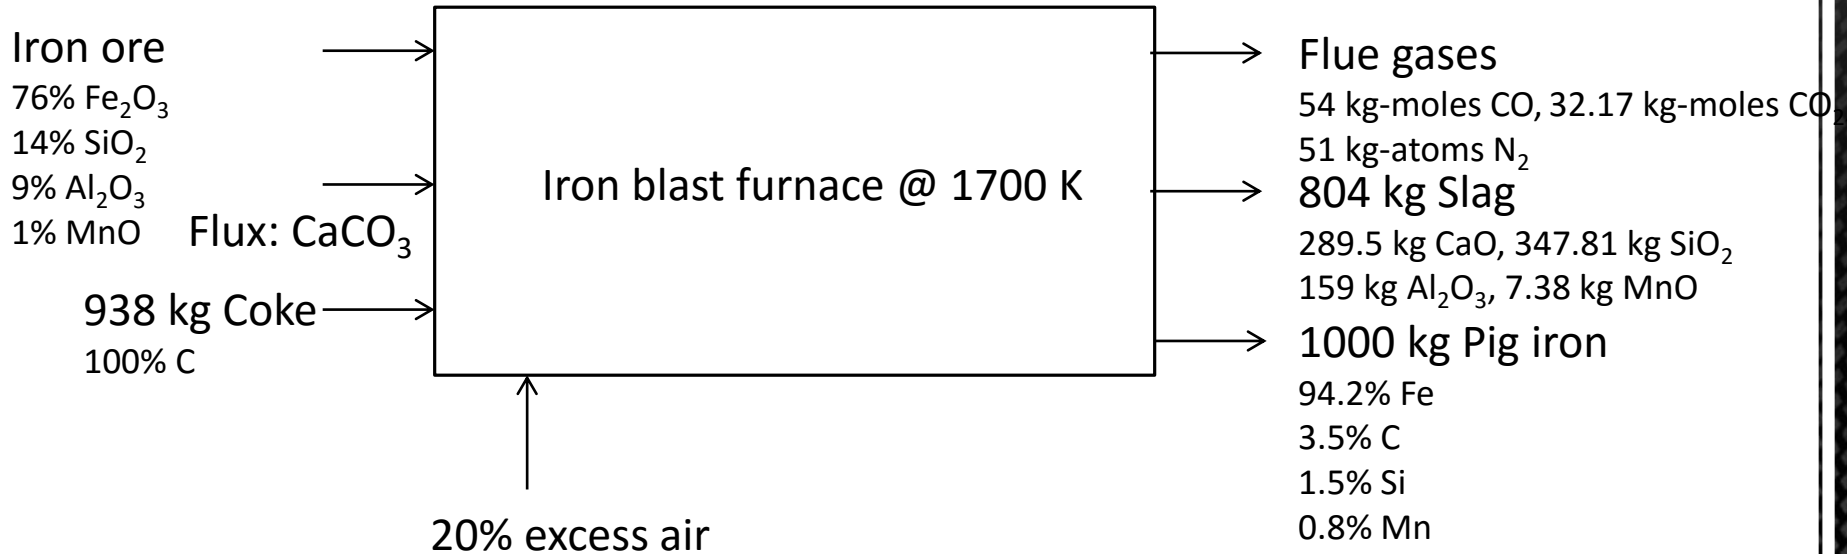 Iron ore
76% Fe₂O₃
14% SiO₂
9% Al₂O₃
1% MnO
Flux: CaCO₃
938 kg Coke
100% C
20% excess air
Iron blast furnace @ 1700 K
Flue gases
54 kg-moles CO, 32.17 kg-moles CO₂
51 kg-atoms N₂
804 kg Slag
289.5 kg CaO, 347.81 kg SiO₂
159 kg Al₂O₃, 7.38 kg MnO
1000 kg Pig iron
94.2% Fe
3.5% C
1.5% Si
0.8% Mn